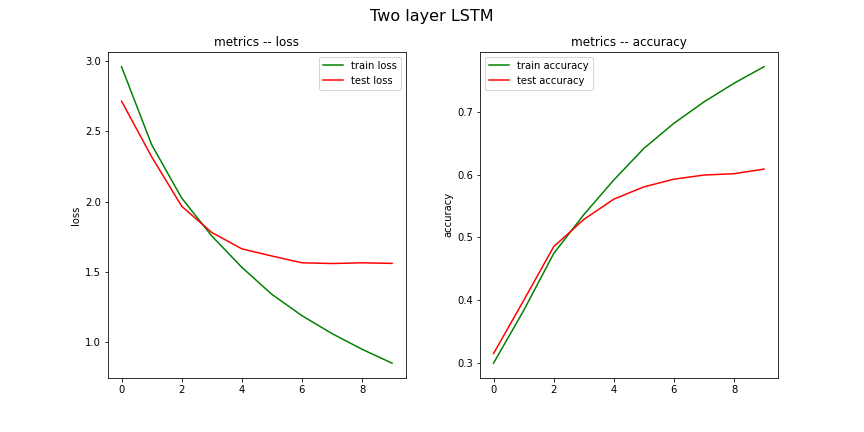 Two layer LSTM
metrics -- loss
train loss
test loss
3.0
2.5
2.0
1.5
1.0
loss
0 2 4 6 8
metrics -- accuracy
train accuracy
test accuracy
0.7
0.6
0.5
0.4
0.3
accuracy
0 2 4 6 8